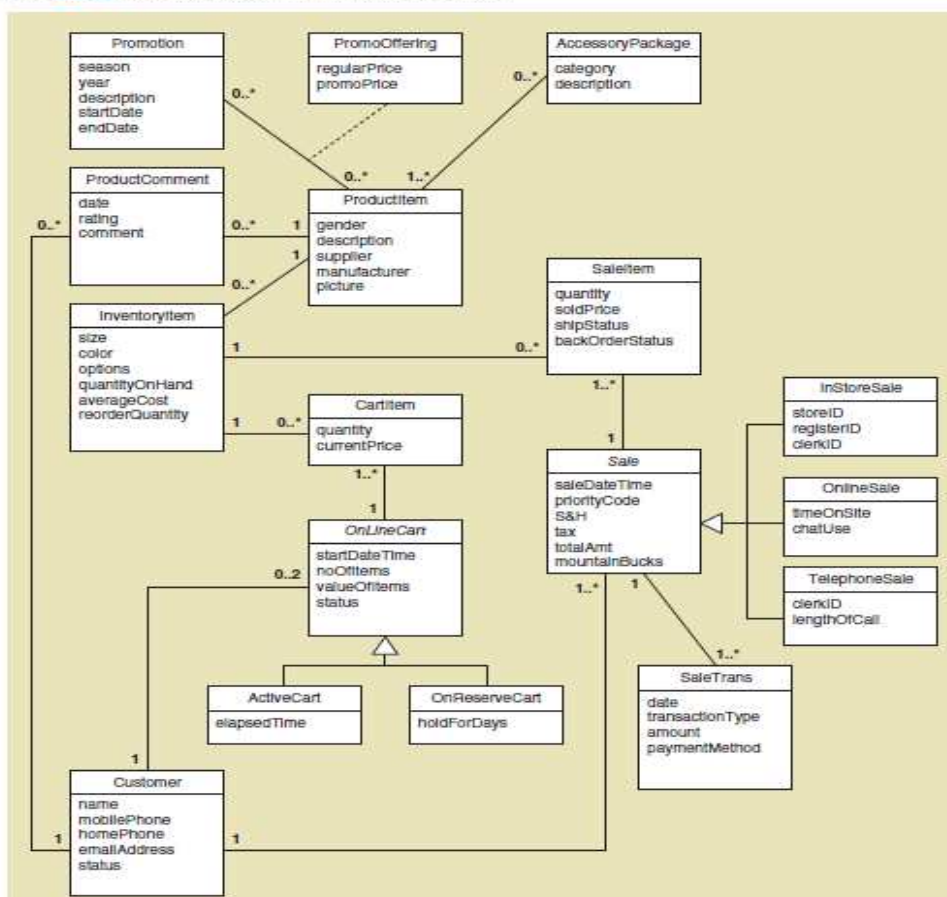 Promotion
season
year
description
startDate
endDate
PromoOffering
regularPrice
promoPrice
AccessoryPackage
category
description
0..*
0..*
0..*
1..*
ProductComment
date
rating
comment
0..*
0..*
1
1
0..*
ProductItem
gender
description
supplier
manufacturer
picture
SaleItem
quantity
soldPrice
shipStatus
backOrderStatus
InventoryItem
size
color
options
quantityOnHand
averageCost
reorderQuantity
1
0..*
1
0..*
CartItem
quantity
currentPrice
1..*
1
1..*
1
InStoreSale
storeID
registerID
clerkID
Sale
saleDateTime
priorityCode
S&H
tax
totalAmt
mountainBucks
OnlineSale
timeOnSite
chatUse
OnLineCart
startDateTime
noOfItems
valueOfItems
status
0..2
TelephoneSale
clerkID
lengthOfCall
1..*
1
1..*
ActiveCart
elapsedTime
OnReserveCart
holdForDays
SaleTrans
date
transactionType
amount
paymentMethod
1
Customer
name
mobilePhone
homePhone
emailAddress
status
1
1